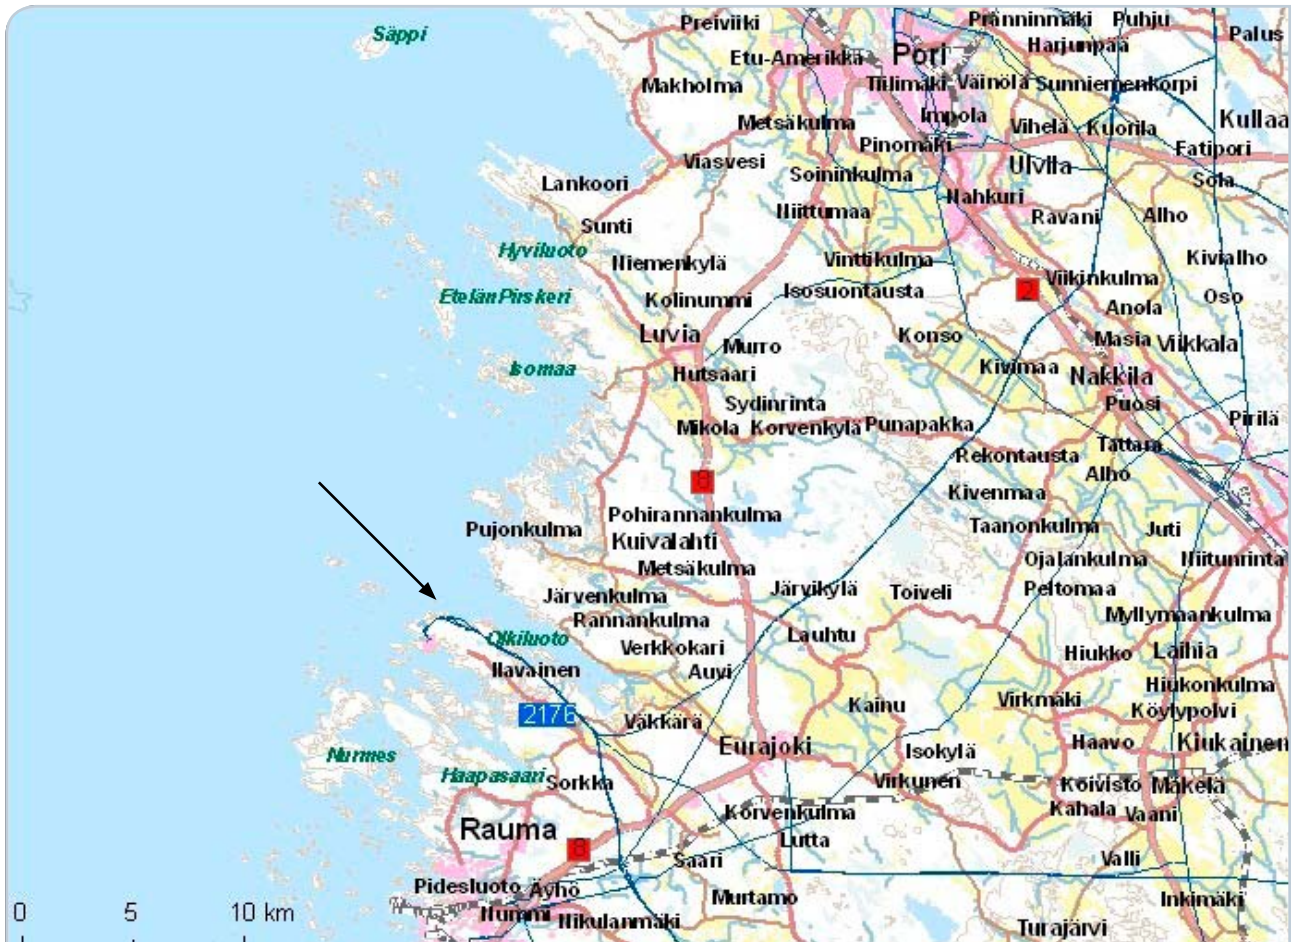 Säppi
Preiviiki
Pränninmäki
Puhju
Palus
Harjunpää
Etu-Amerikka
Pori
Makholma
Tiilimäki
Väinölä
Sunniemenkorpi
Metsäkulma
Impola
Vihelä
Kuorila
Kullaa
Pinomäki
Fatipori
Viasvesi
Ulvila
Soininkulma
Sola
Lankoori
Nahkuri
Sunti
Niittumaa
Ravani
Alho
Hyviluoto
Niemenkylä
Vinttikulma
Kivialho
Viikinkulma
EtelänPirskeri
Kolinummi
Isosuontausta
2
Anola
Oso
Luvia
Murro
Konso
Masia
Viikkala
Isomaa
Hutsaari
Kivimaa
Nakkila
Sydinrinta
Puosi
Mikola
Korvenkylä
Punapakka
Pirilä
Tattara
Rekontausta
Alho
8
Kivenmaa
Pujonkulma
Pohirannankulma
Taanonkulma
Juti
Kuivalahti
Ojalankulma
Niitunrinta
Metsäkulma
Järvenkulma
Järvikylä
Toiveli
Peltomaa
Rannankulma
Myllymaankulma
Olkiluoto
Verkkokari
Lauhtu
Hiukko
Laihia
Ilavainen
Auvi
Hiukonkulma
Virkmäki
2176
Väkkärä
Kainu
Köylypolvi
Eurajoki
Isokylä
Haavo
Kiukainen
Nurmes
Haapasaari
Sorkka
Virkunen
Koivisto
Mäkelä
Kahala
Vaani
Rauma
Korvenkulma
8
Lutta
Saari
Valli
Pidesluoto
Äyhö
Murtamo
Inkimäki
0 5 10 km
Nummi
Nikulanmäki
Turajärvi